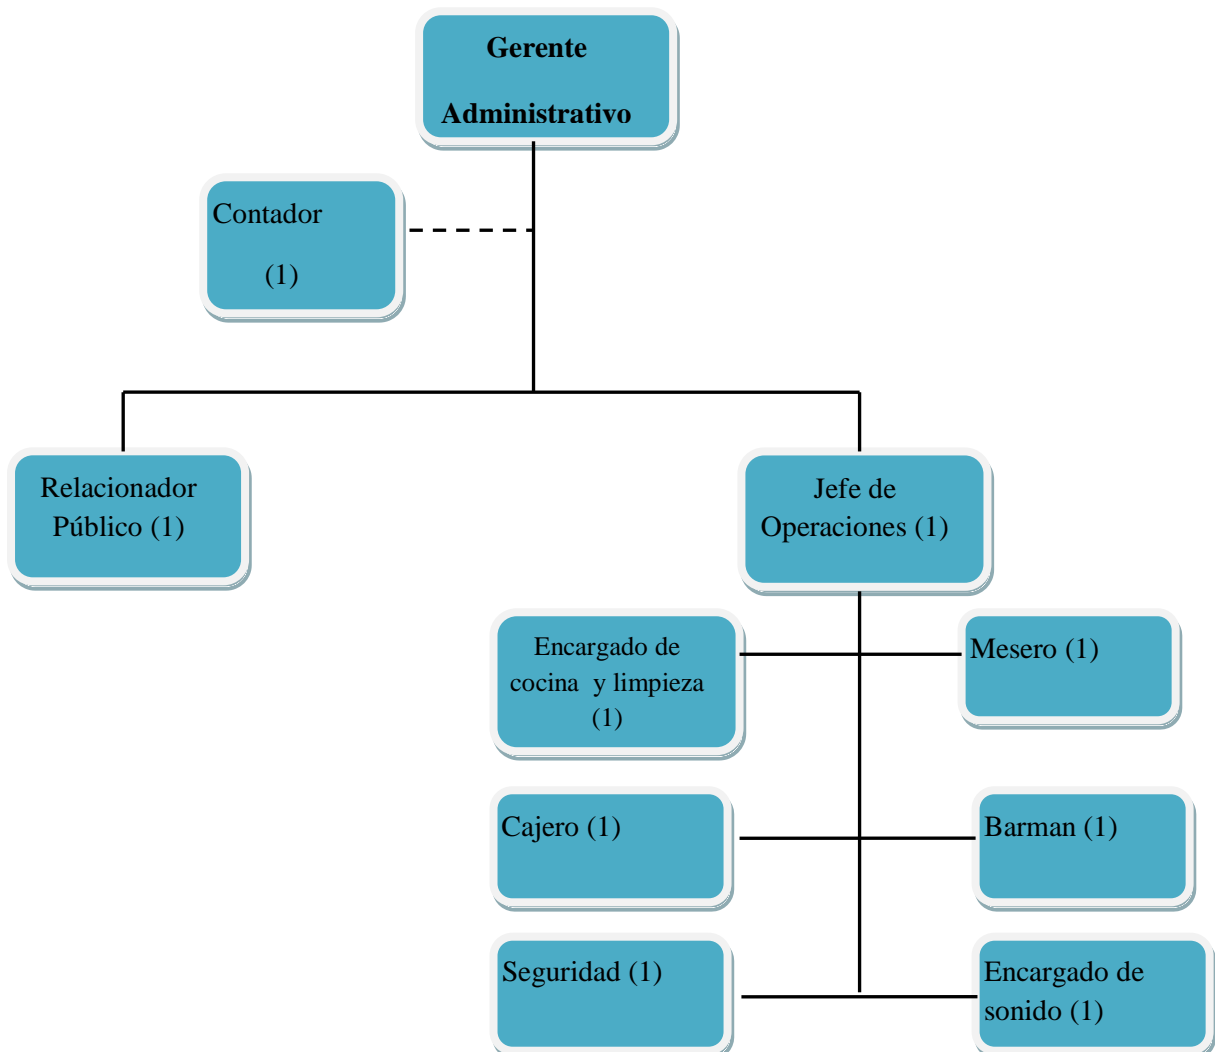 Gerente
Administrativo
Contador
(1)
Relacionador
Público (1)
Jefe de
Operaciones (1)
Encargado de
cocina y limpieza
(1)
Mesero (1)
Cajero (1)
Barman (1)
Seguridad (1)
Encargado de
sonido (1)